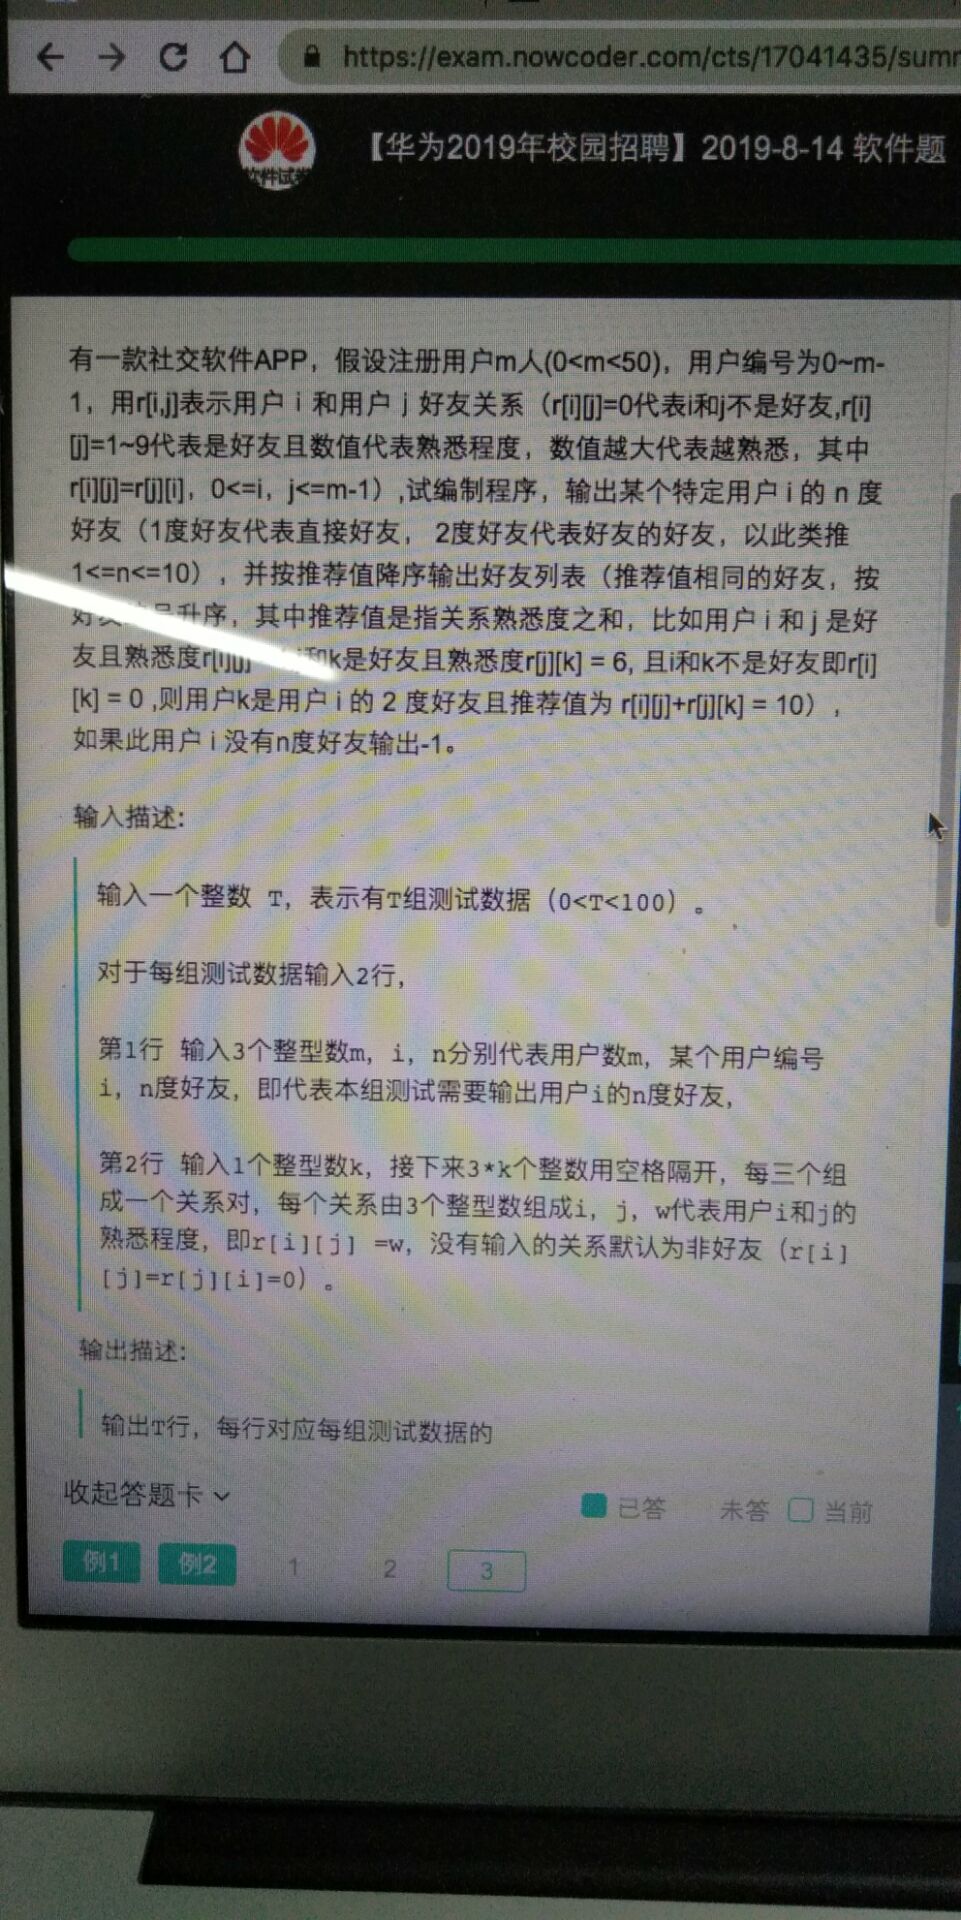 https://exam.nowcoder.com/cts/17041435/sum
软件试卷
【华为2019年校园招聘】2019-8-14 软件题
有一款社交软件APP，假设注册用户m人(0<m<50)，用户编号为0~m-
1，用r[i,j]表示用户 i 和用户 j 好友关系（r[i][j]=0代表i和j不是好友,r[i]
[j]=1~9代表是好友且数值代表熟悉程度，数值越大代表越熟悉，其中
r[i][j]=r[j][i]，0<=i，j<=m-1）,试编制程序，输出某个特定用户 i 的 n 度
好友（1度好友代表直接好友， 2度好友代表好友的好友，以此类推
1<=n<=10），并按推荐值降序输出好友列表（推荐值相同的好友，按
好友 升序，其中推荐值是指关系熟悉度之和，比如用户 i 和 j 是好
友且熟悉度r[i][j] 和k是好友且熟悉度r[j][k] = 6, 且i和k不是好友即r[i]
[k] = 0 ,则用户k是用户 i 的 2 度好友且推荐值为 r[i][j]+r[j][k] = 10），
如果此用户 i 没有n度好友输出-1。
输入描述:
输入一个整数 T，表示有T组测试数据（0<T<100）。
对于每组测试数据输入2行，
第1行 输入3个整型数m，i，n分别代表用户数m，某个用户编号
i，n度好友，即代表本组测试需要输出用户i的n度好友，
第2行 输入1个整型数k，接下来3*k个整数用空格隔开，每三个组
成一个关系对，每个关系由3个整型数组成i，j，w代表用户i和j的
熟悉程度，即r[i][j] =w，没有输入的关系默认为非好友（r[i]
[j]=r[j][i]=0）。
输出描述:
输出T行，每行对应每组测试数据的
收起答题卡
已答 未答 当前
例1 例2 1 2 3